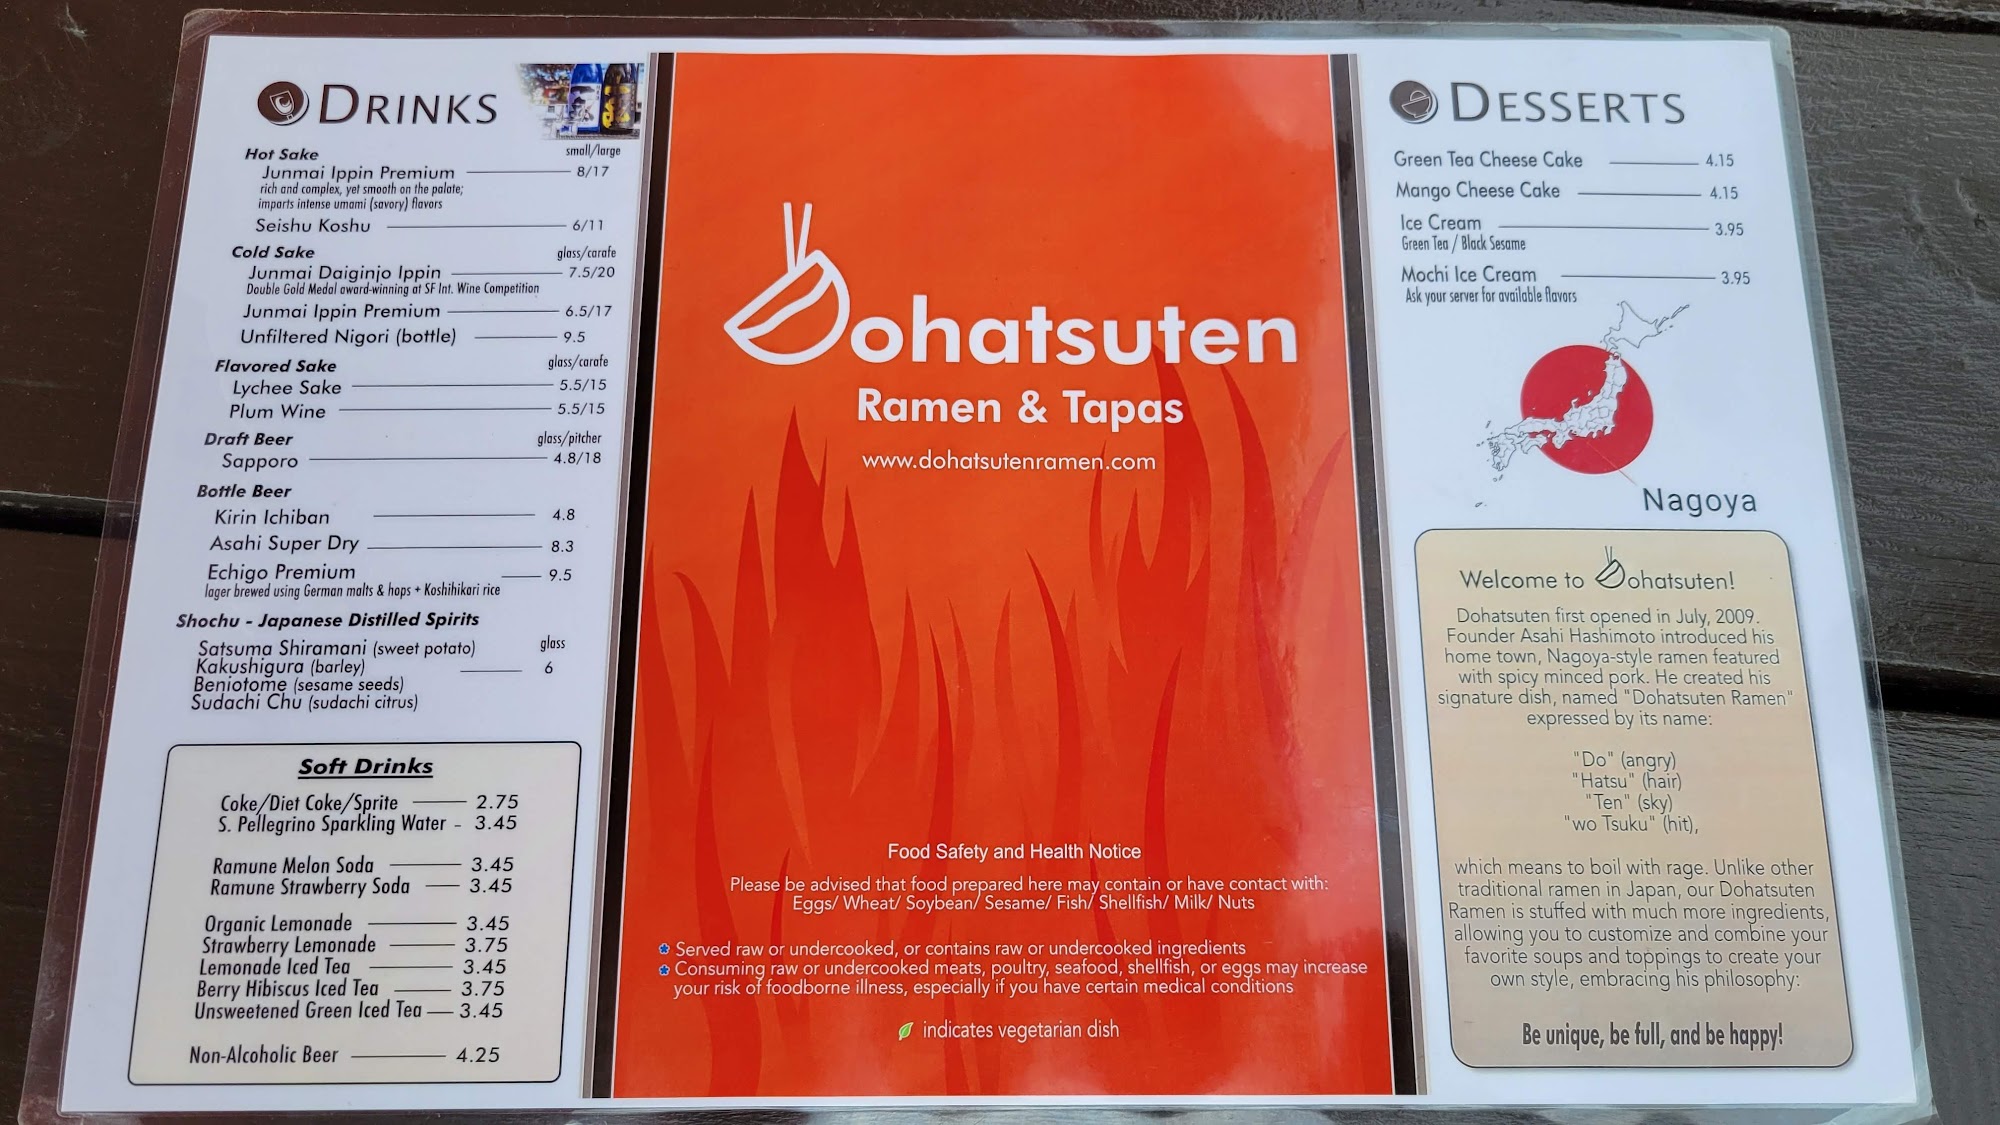 DRINKS
Hot Sake small/large
Junmai Ippin Premium 8/17
rich and complex, yet smooth on the palate;
imparts intense umami (savory) flavors
Seishu Koshu 6/11
Cold Sake glass/carafe
Junmai Daiginjo Ippin 7.5/20
Double Gold Medal award-winning at SF Int. Wine Competition
Junmai Ippin Premium 6.5/17
Unfiltered Nigori (bottle) 9.5
Flavored Sake glass/carafe
Lychee Sake 5.5/15
Plum Wine 5.5/15
Draft Beer glass/pitcher
Sapporo 4.8/18
Bottle Beer
Kirin Ichiban 4.8
Asahi Super Dry 8.3
Echigo Premium 9.5
lager brewed using German malts & hops + Koshihikari rice
Shochu - Japanese Distilled Spirits
Satsuma Shiramani (sweet potato) glass
Kakushigura (barley) 6
Beniotome (sesame seeds)
Sudachi Chu (sudachi citrus)
Soft Drinks
Coke/Diet Coke/Sprite 2.75
S. Pellegrino Sparkling Water - 3.45
Ramune Melon Soda 3.45
Ramune Strawberry Soda 3.45
Organic Lemonade 3.45
Strawberry Lemonade 3.75
Lemonade Iced Tea 3.45
Berry Hibiscus Iced Tea 3.75
Unsweetened Green Iced Tea 3.45
Non-Alcoholic Beer 4.25
Dohatsuten
Ramen & Tapas
www.dohatsutenramen.com
Food Safety and Health Notice
Please be advised that food prepared here may contain or have contact with:
Eggs/ Wheat/ Soybean/ Sesame/ Fish/ Shellfish/ Milk/ Nuts
Served raw or undercooked, or contains raw or undercooked ingredients
Consuming raw or undercooked meats, poultry, seafood, shellfish, or eggs may increase
your risk of foodborne illness, especially if you have certain medical conditions
indicates vegetarian dish
DESSERTS
Green Tea Cheese Cake 4.15
Mango Cheese Cake 4.15
Ice Cream 3.95
Green Tea / Black Sesame
Mochi Ice Cream 3.95
Ask your server for available flavors
Nagoya
Welcome to Dohatsuten!
Dohatsuten first opened in July, 2009.
Founder Asahi Hashimoto introduced his
home town, Nagoya-style ramen featured
with spicy minced pork. He created his
signature dish, named "Dohatsuten Ramen"
expressed by its name:
"Do" (angry)
"Hatsu" (hair)
"Ten" (sky)
"wo Tsuku" (hit),
which means to boil with rage. Unlike other
traditional ramen in Japan, our Dohatsuten
Ramen is stuffed with much more ingredients,
allowing you to customize and combine your
favorite soups and toppings to create your
own style, embracing his philosophy:
Be unique, be full, and be happy!